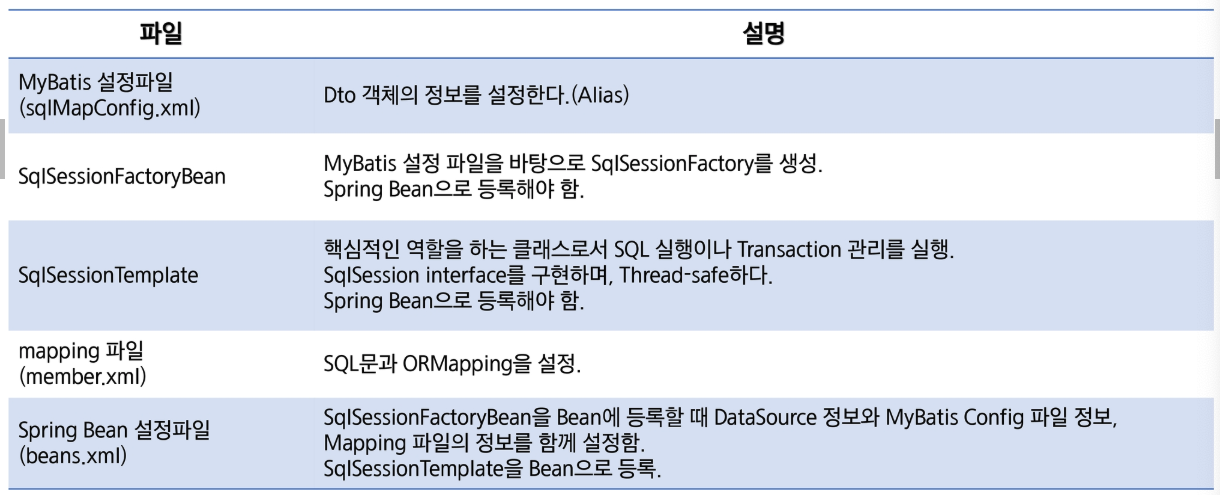 파일
설명
MyBatis 설정파일
(sqlMapConfig.xml)
Dto 객체의 정보를 설정한다.(Alias)
SqlSessionFactoryBean
MyBatis 설정 파일을 바탕으로 SqlSessionFactory를 생성.
Spring Bean으로 등록해야 함.
SqlSessionTemplate
핵심적인 역할을 하는 클래스로서 SQL 실행이나 Transaction 관리를 실행.
SqlSession interface를 구현하며, Thread-safe하다.
Spring Bean으로 등록해야 함.
mapping 파일
(member.xml)
SQL문과 ORMapping을 설정.
Spring Bean 설정파일
(beans.xml)
SqlSessionFactoryBean을 Bean에 등록할 때 DataSource 정보와 MyBatis Config 파일 정보,
Mapping 파일의 정보를 함께 설정함.
SqlSessionTemplate을 Bean으로 등록.